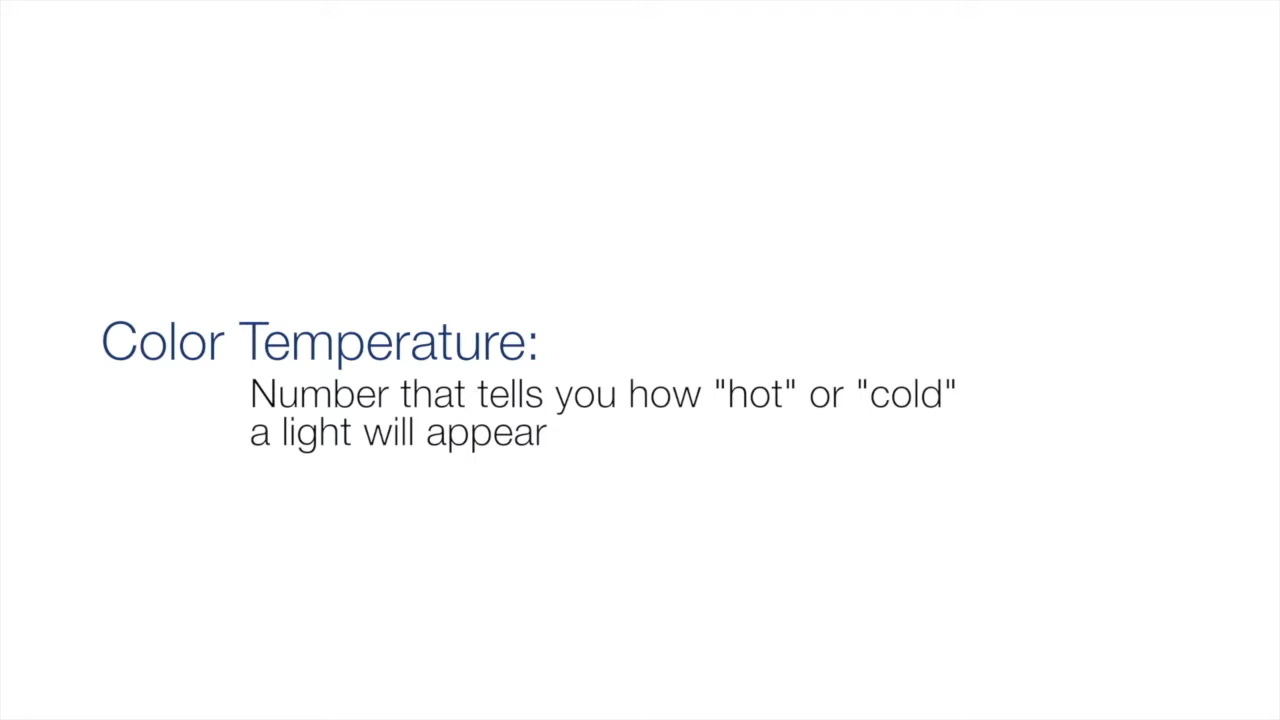 Color Temperature:
Number that tells you how "hot" or "cold"
a light will appear